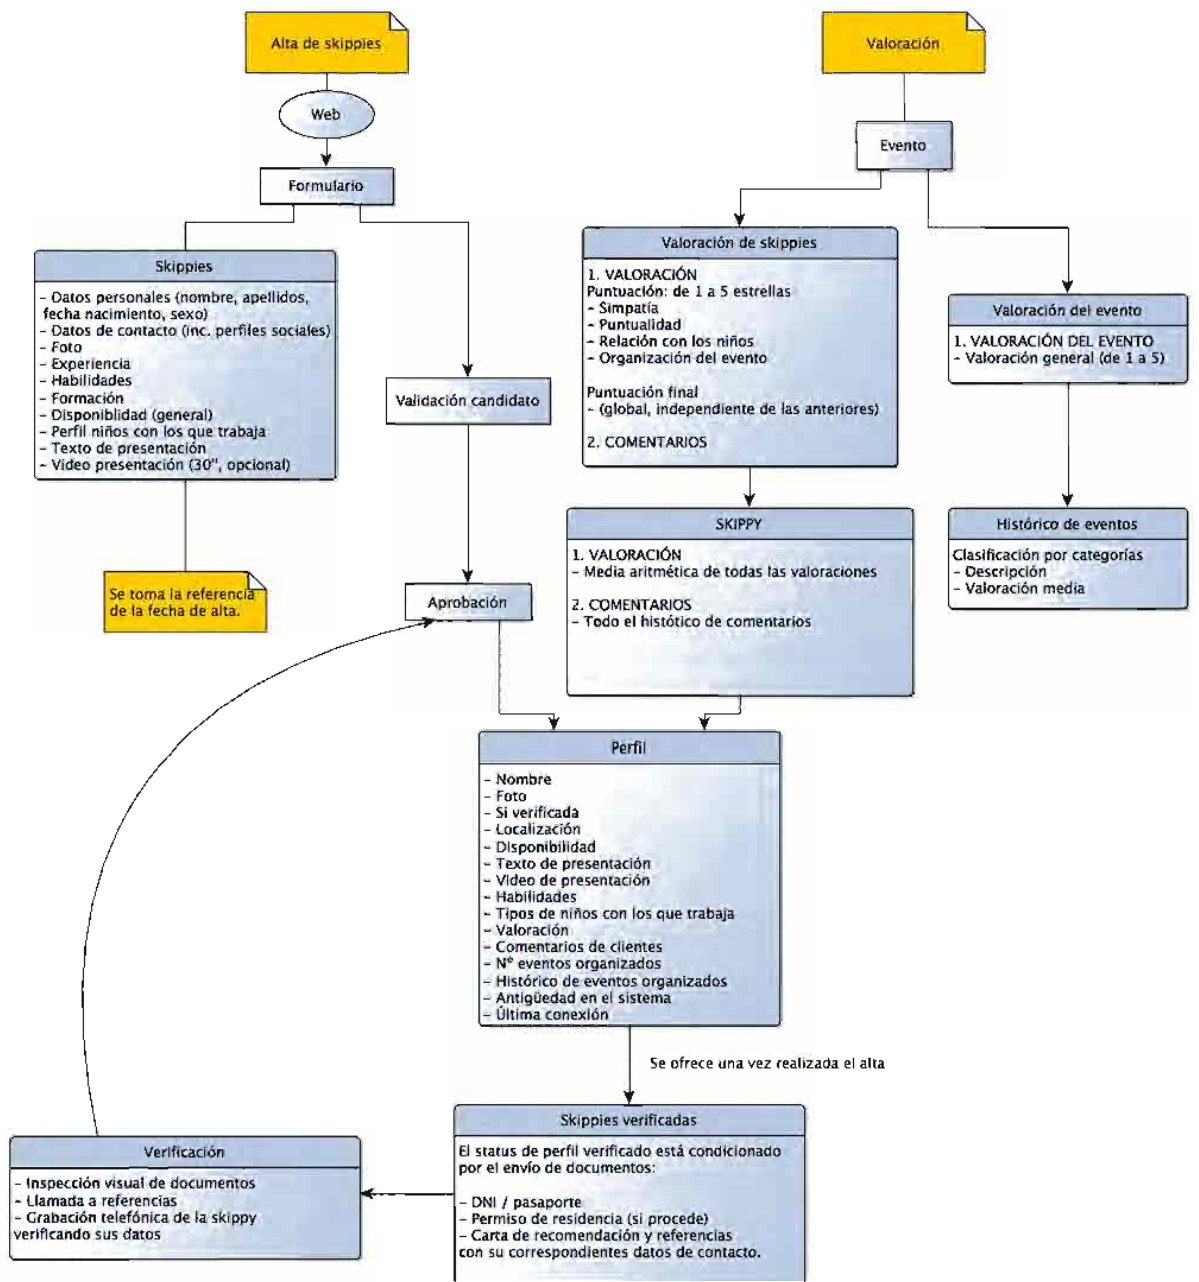 Alta de skippies
Valoración
Web
Evento
Formulario
Skippies
- Datos personales (nombre, apellidos,
fecha nacimiento, sexo)
- Datos de contacto (inc. perfiles sociales)
- Foto
- Experiencia
- Habilidades
- Formación
- Disponiblidad (general)
- Perfil niños con los que trabaja
- Texto de presentación
- Video presentación (30", opcional)
Se toma la referencia
de la fecha de alta.
Validación candidato
Aprobación
Valoración de skippies
1. VALORACIÓN
Puntuación: de 1 a 5 estrellas
- Simpatía
- Puntualidad
- Relación con los niños
- Organización del evento
Puntuación final
- (global, independiente de las anteriores)
2. COMENTARIOS
Valoración del evento
1. VALORACIÓN DEL EVENTO
- Valoración general (de 1 a 5)
SKIPPY
1. VALORACIÓN
- Media aritmética de todas las valoraciones
2. COMENTARIOS
- Todo el histótico de comentarios
Histórico de eventos
Clasificación por categorías
- Descripción
- Valoración media
Perfil
- Nombre
- Foto
- Si verificada
- Localización
- Disponibilidad
- Texto de presentación
- Video de presentación
- Habilidades
- Tipos de niños con los que trabaja
- Valoración
- Comentarios de clientes
- Nº eventos organizados
- Histórico de eventos organizados
- Antigüedad en el sistema
- Última conexión
Se ofrece una vez realizada el alta
Skippies verificadas
El status de perfil verificado está condicionado
por el envío de documentos:
- DNI / pasaporte
- Permiso de residencia (si procede)
- Carta de recomendación y referencias
con su correspondientes datos de contacto.
Verificación
- Inspección visual de documentos
- Llamada a referencias
- Grabación telefónica de la skippy
verificando sus datos